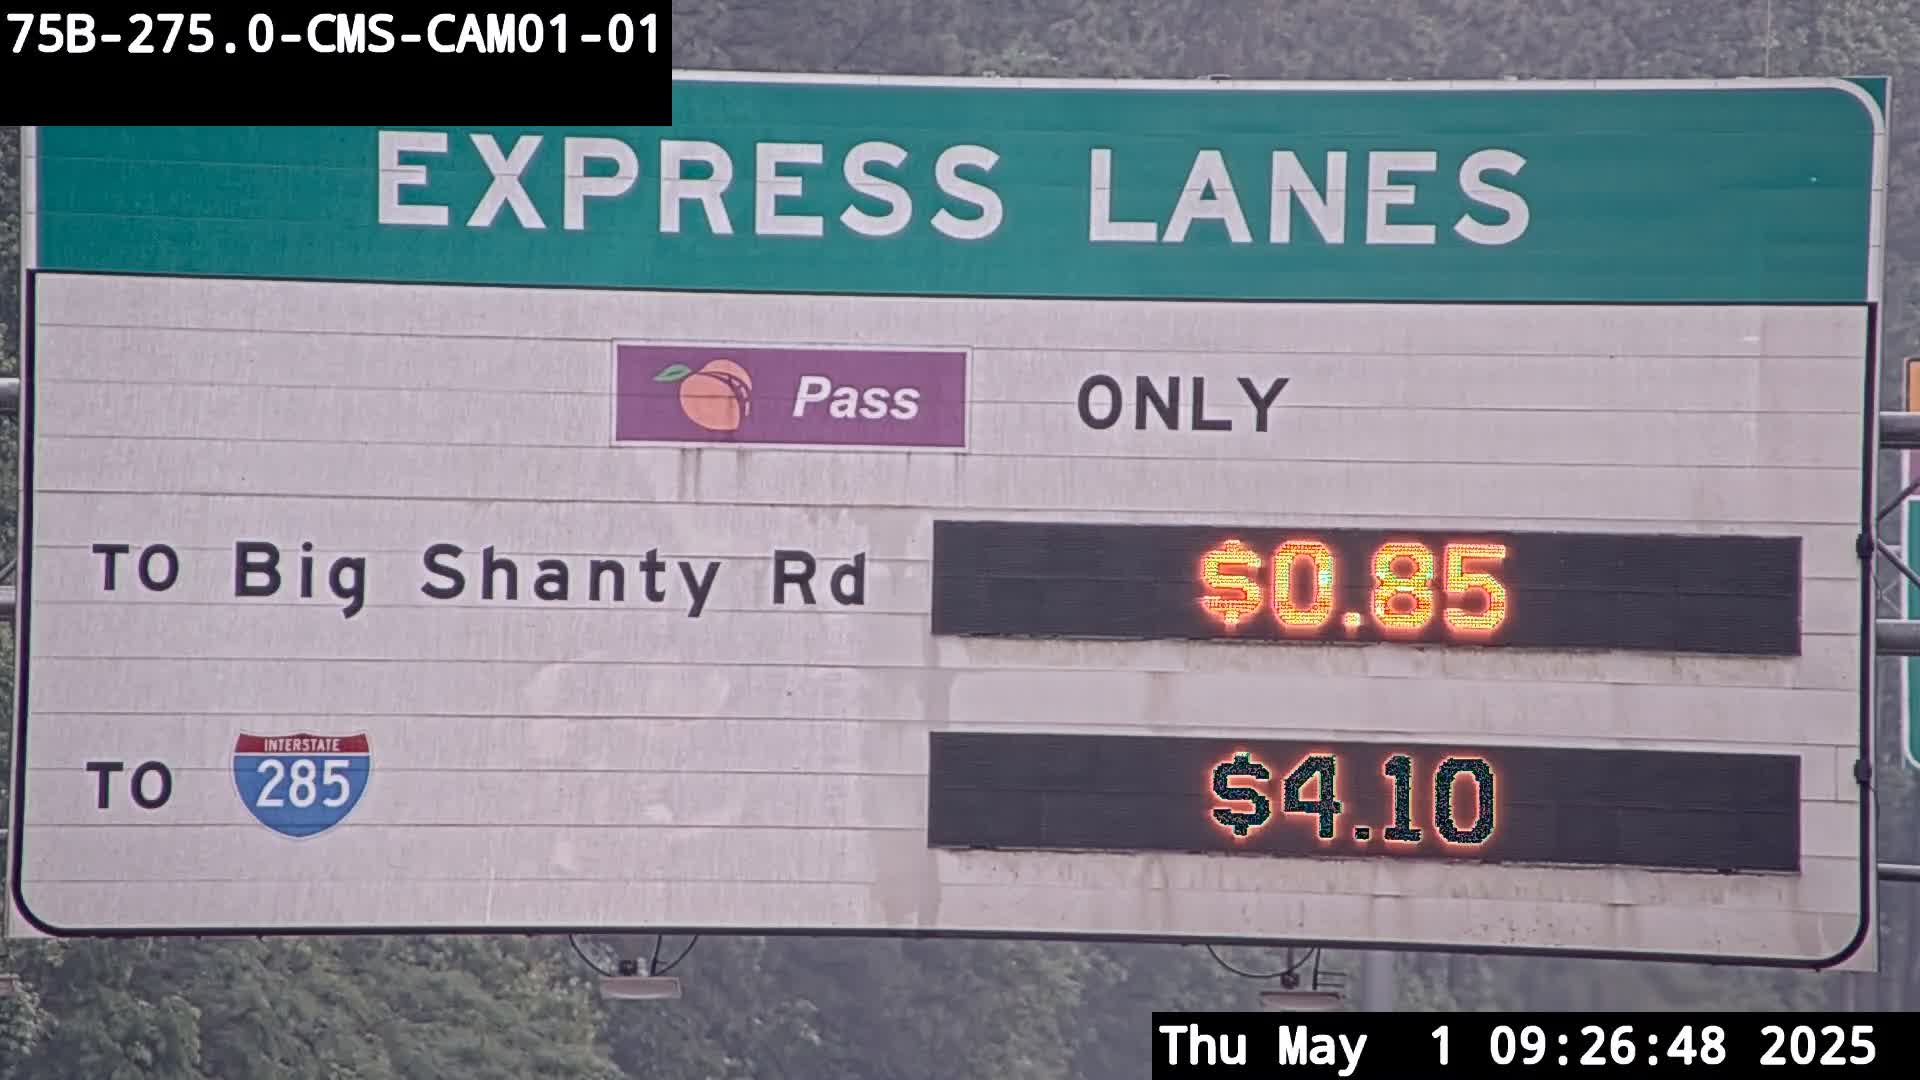 75B-275.0-CMS-CAM01-01
EXPRESS LANES
Pass ONLY
TO Big Shanty Rd $0.85
TO INTERSTATE 285 $4.10
Thu May 1 09:26:48 2025